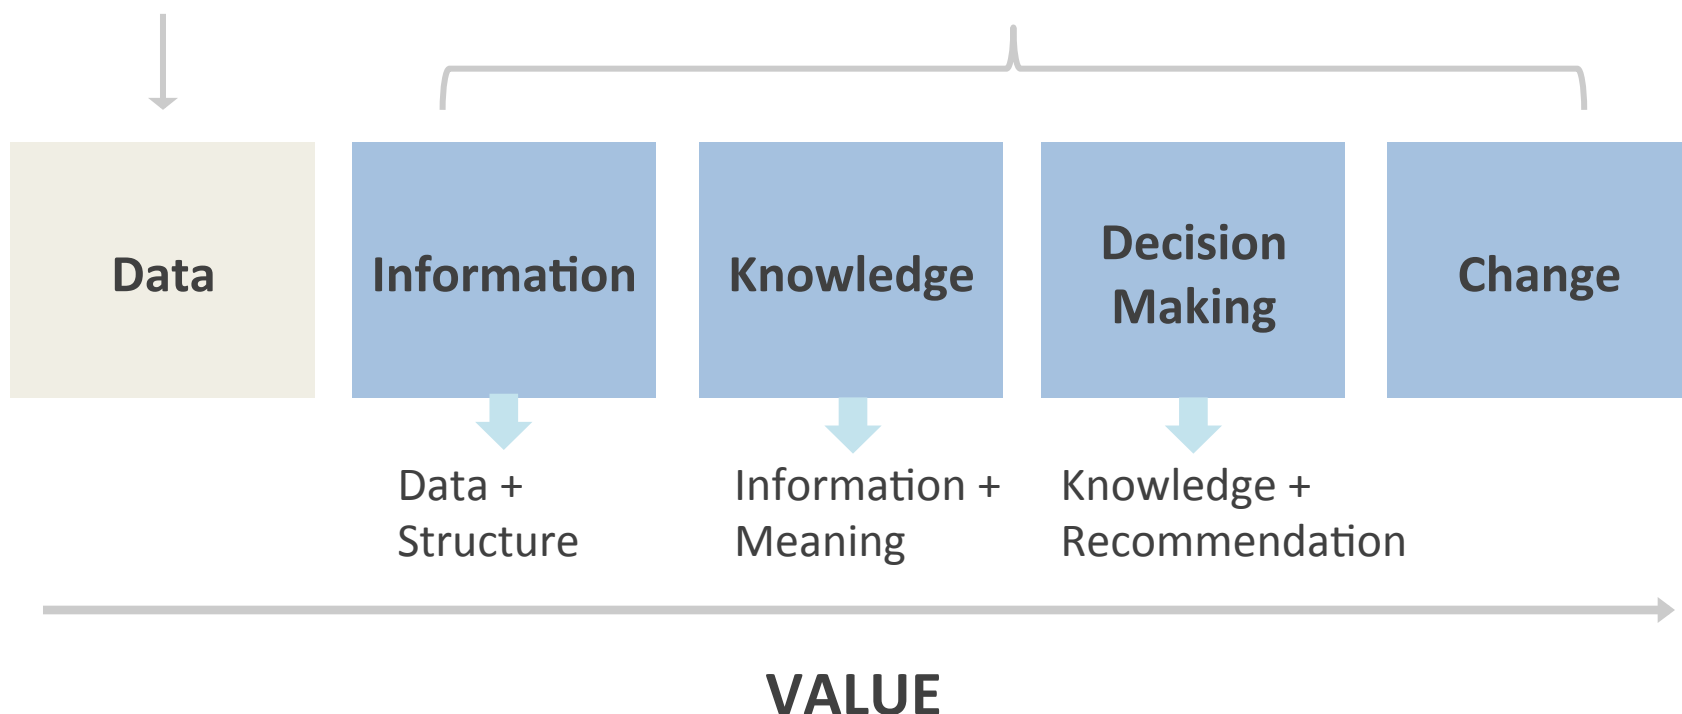 Data
Information
Knowledge
Decision
Making
Change
Data +
Structure
Information +
Meaning
Knowledge +
Recommendation
VALUE